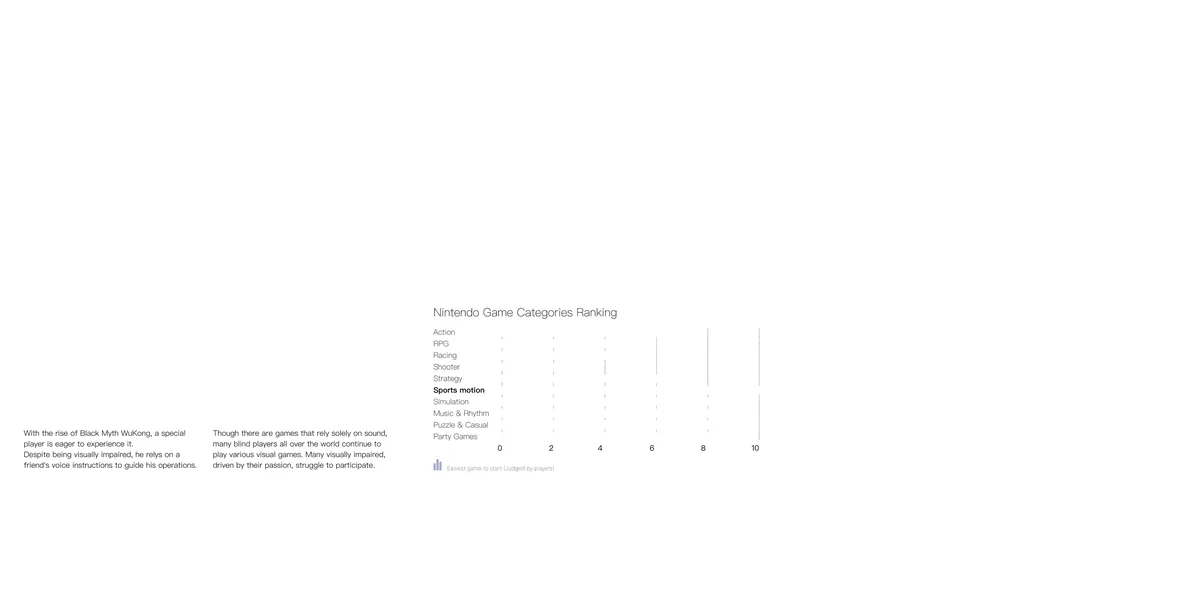 With the rise of Black Myth WuKong, a special
player is eager to experience it.
Despite being visually impaired, he relies on a
friend's voice instructions to guide his operations.
Though there are games that rely solely on sound,
many blind players all over the world continue to
play various visual games. Many visually impaired,
driven by their passion, struggle to participate.
Nintendo Game Categories Ranking
Action
RPG
Racing
Shooter
Strategy
Sports motion
Simulation
Music & Rhythm
Puzzle & Casual
Party Games
0 2 4 6 8 10
Easiest game to start (Judged by players)